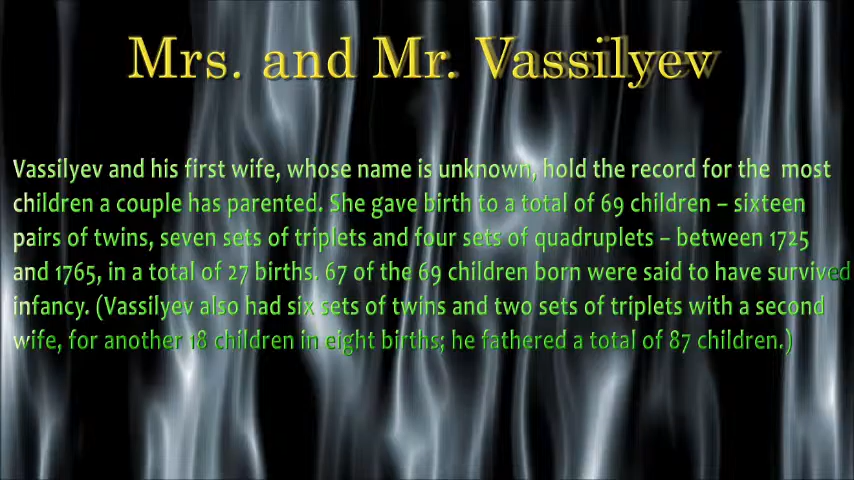 Mrs. and Mr. Vassilyev
Vassilyev and his first wife, whose name is unknown, hold the record for the most
children a couple has parented. She gave birth to a total of 69 children – sixteen
pairs of twins, seven sets of triplets and four sets of quadruplets – between 1725
and 1765, in a total of 27 births. 67 of the 69 children born were said to have survived
infancy. (Vassilyev also had six sets of twins and two sets of triplets with a second
wife, for another 18 children in eight births; he fathered a total of 87 children.)